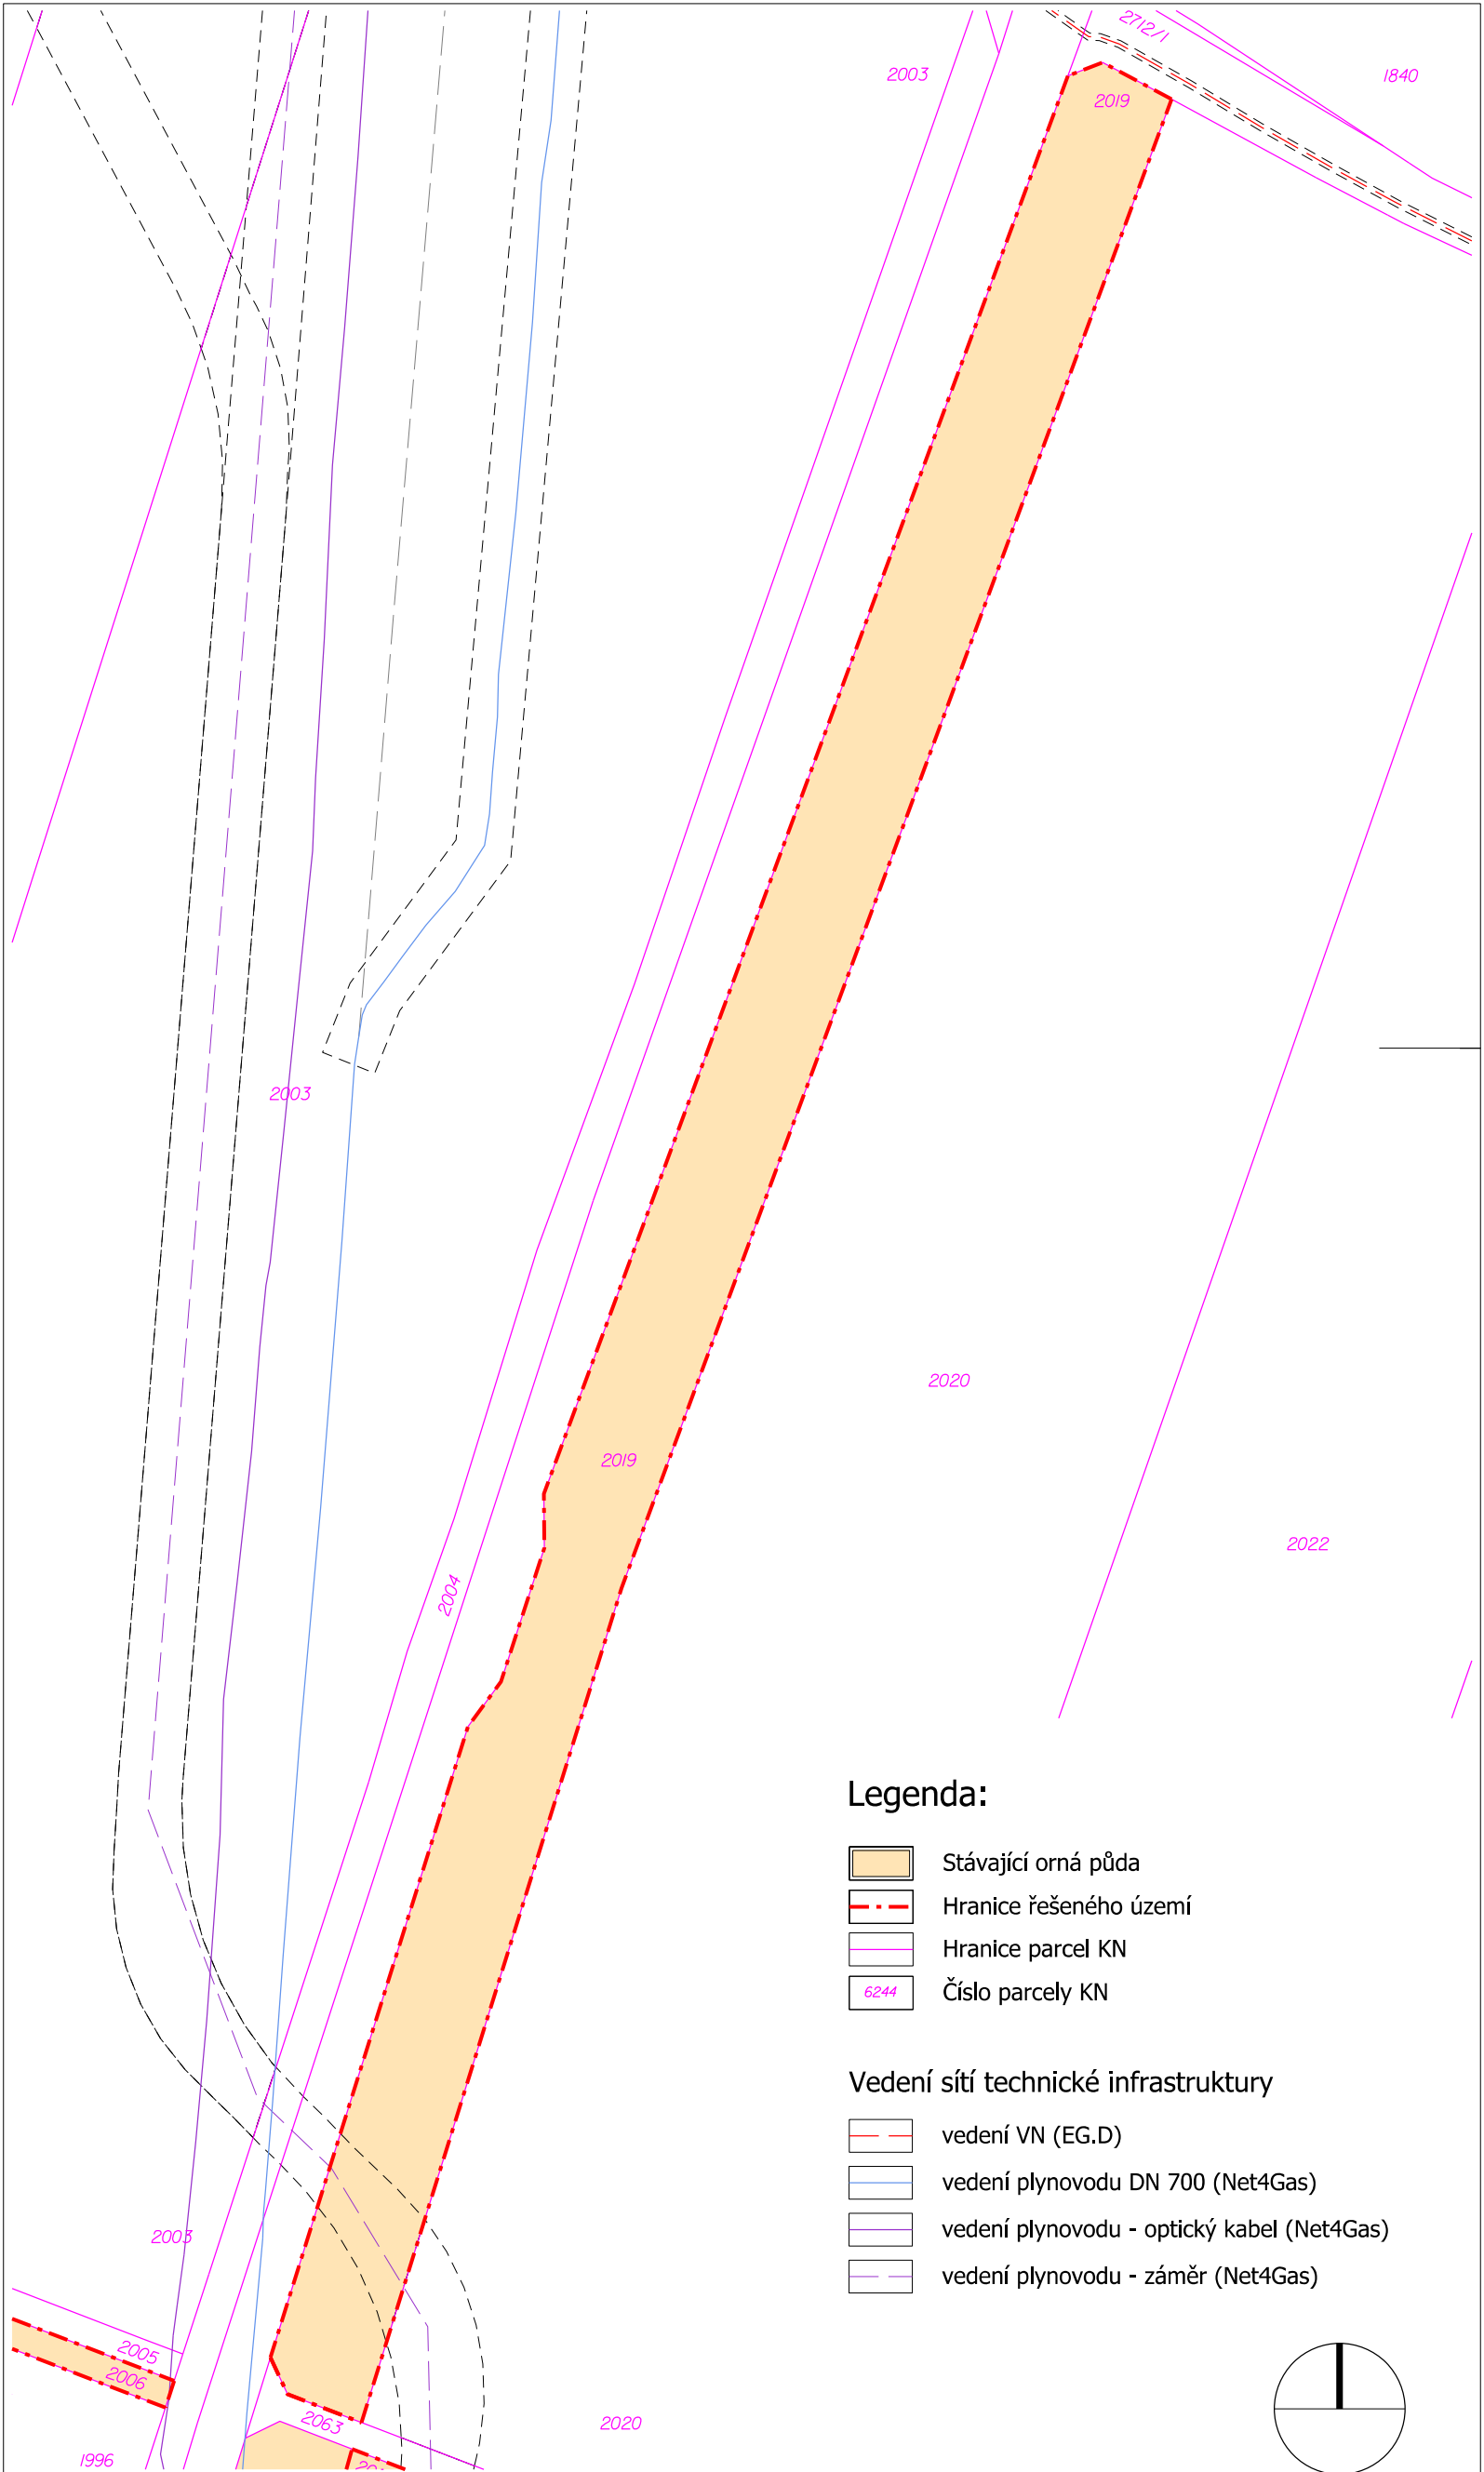 2712/1
2003
1840
2019
2003
2020
2019
2022
2004
Legenda:
Stávající orná půda
Hranice řešeného území
Hranice parcel KN
6244 Číslo parcely KN
Vedení sítí technické infrastruktury
vedení VN (EG.D)
vedení plynovodu DN 700 (Net4Gas)
vedení plynovodu - optický kabel (Net4Gas)
vedení plynovodu - záměr (Net4Gas)
2003
2005
2006
2063
2020
1996